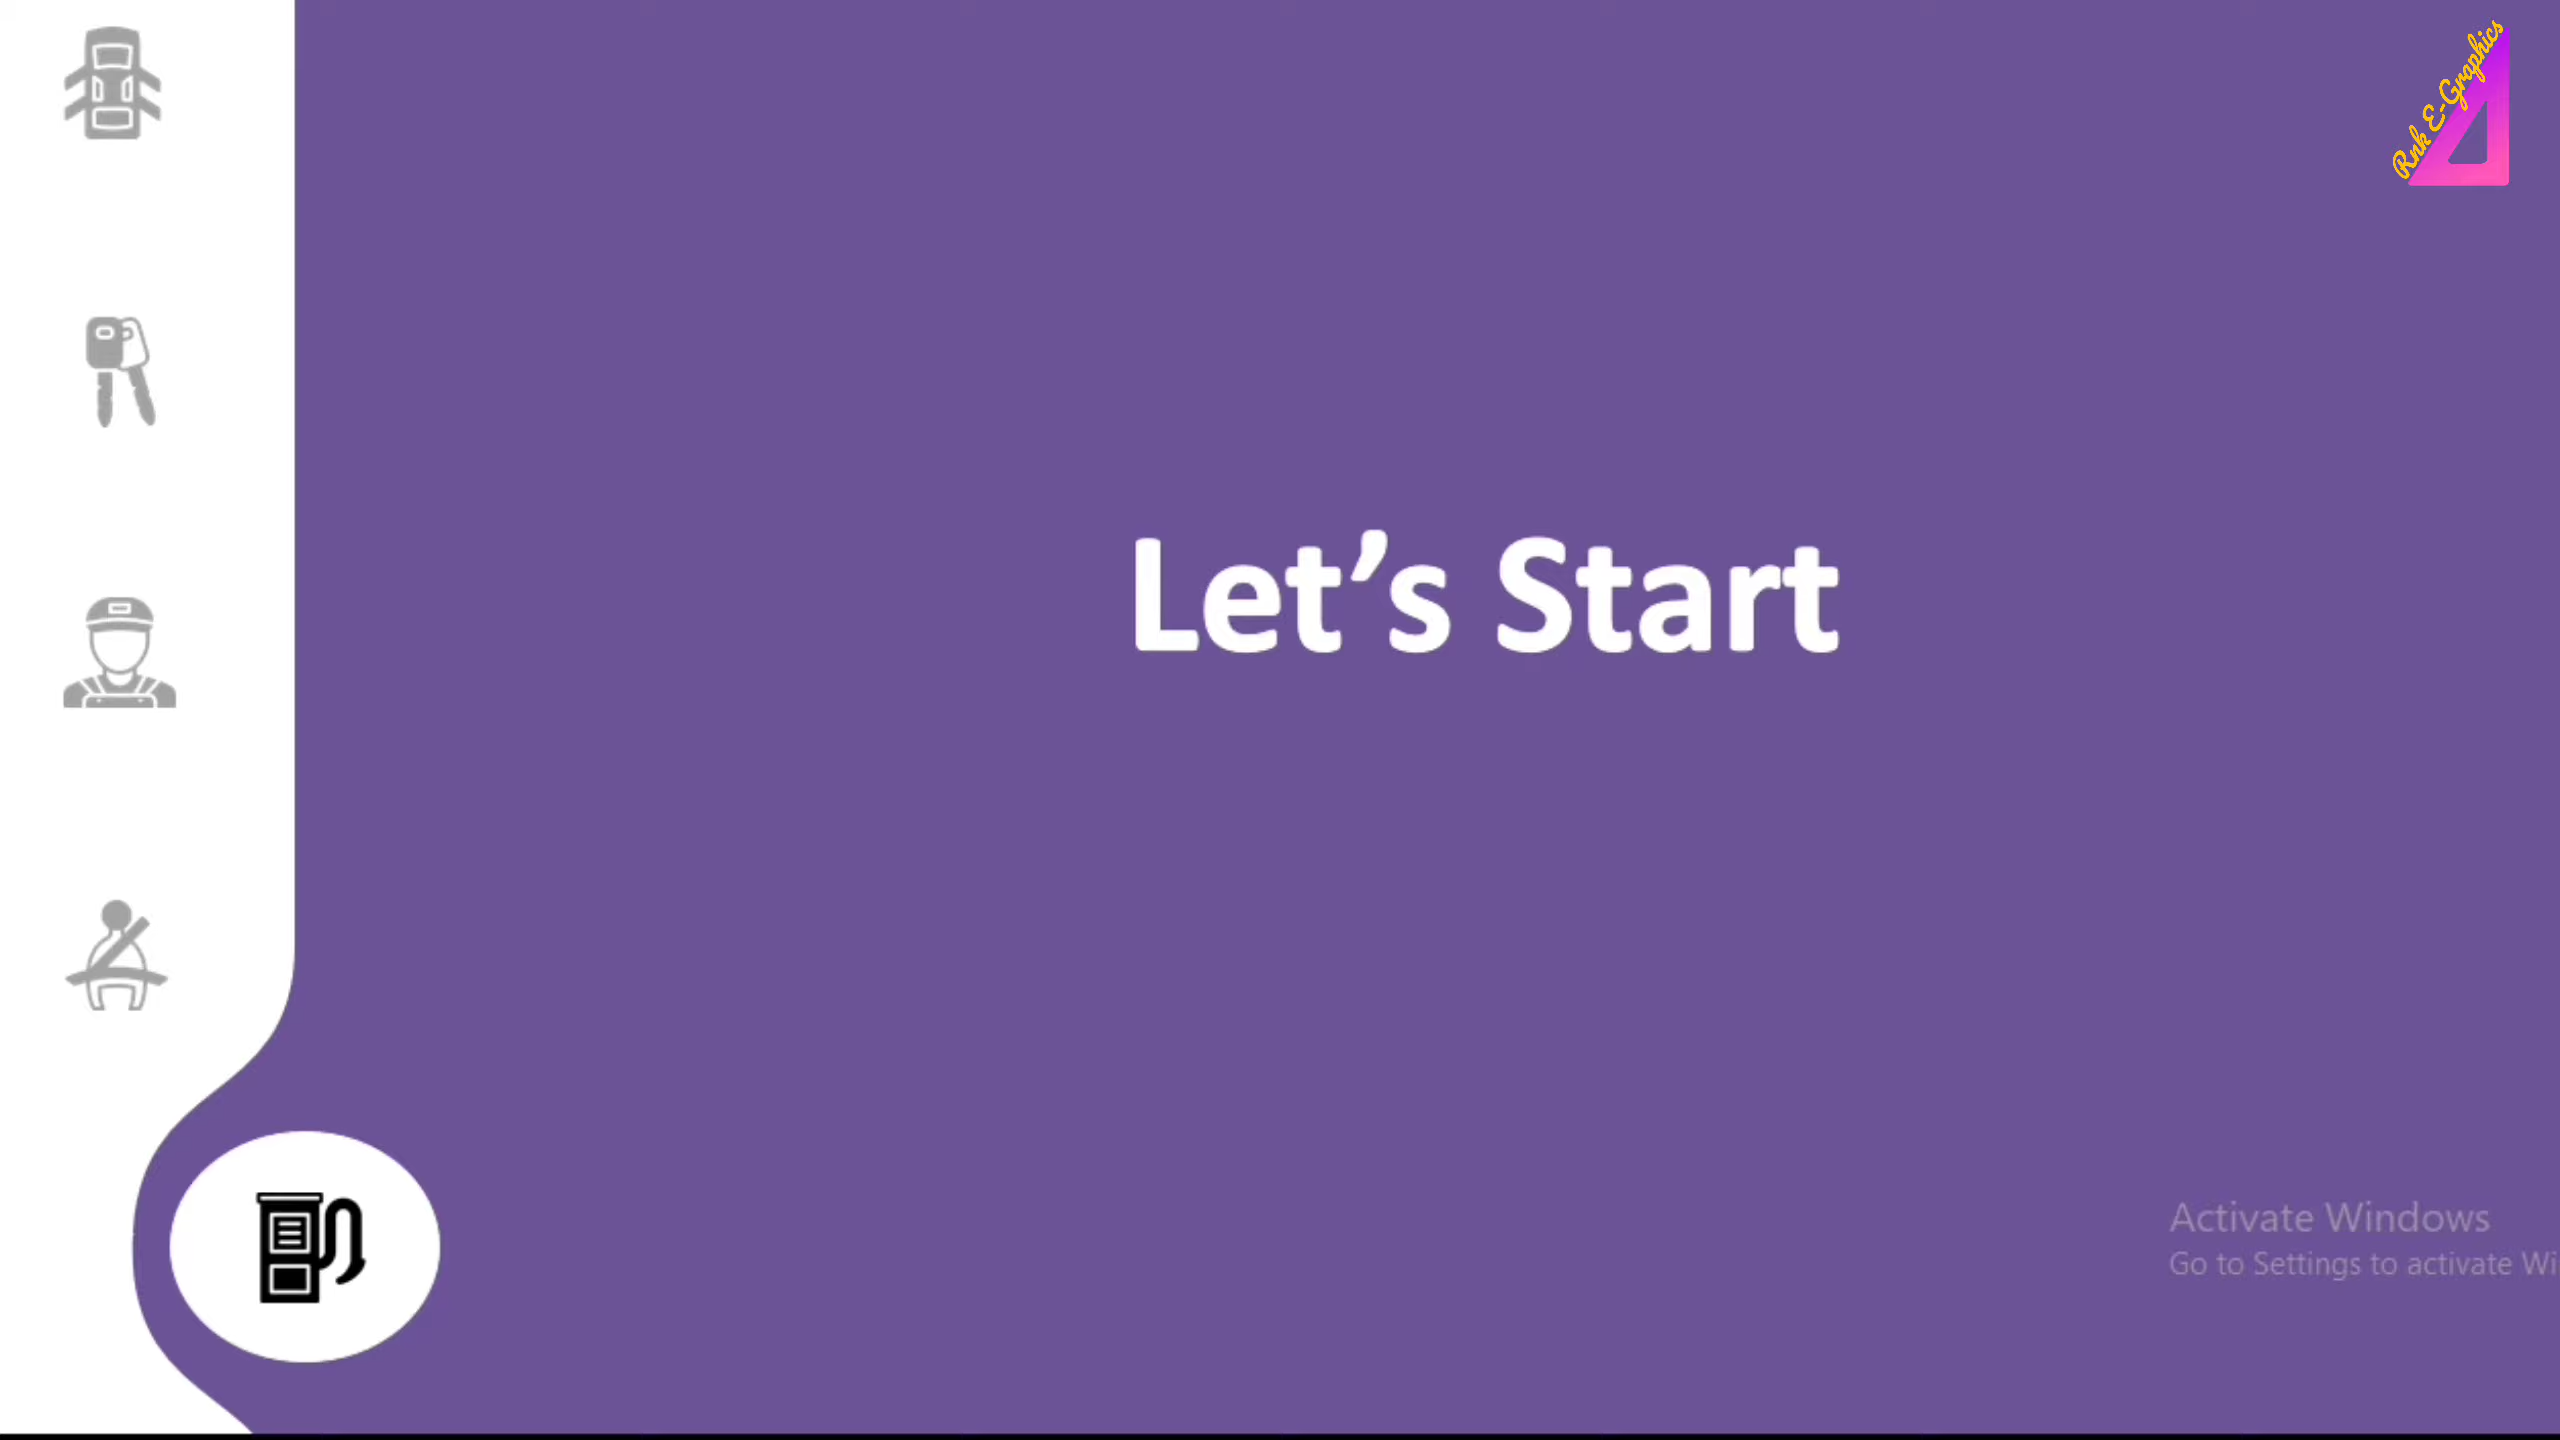 Rnk E-Graphics
Let’s Start
Activate Windows
Go to Settings to activate Wi